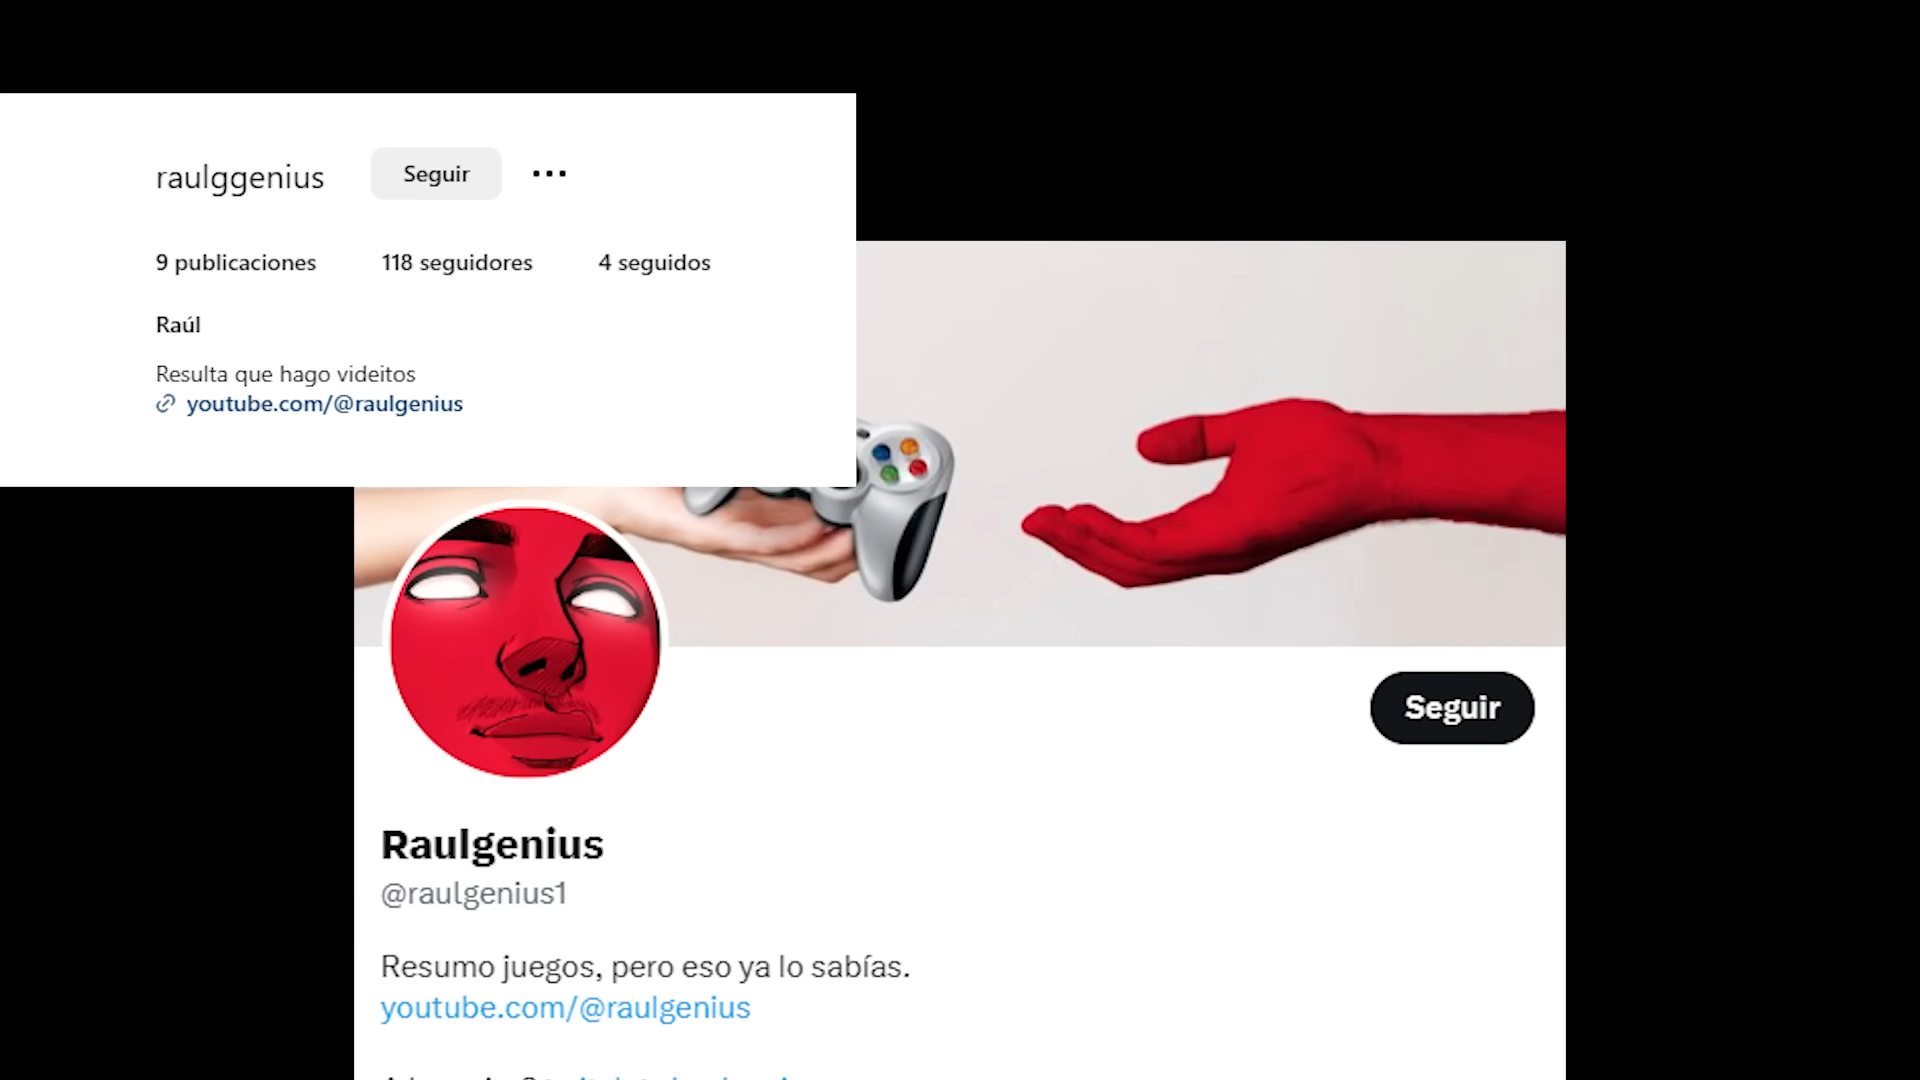 raulggenius Seguir
9 publicaciones 118 seguidores 4 seguidos
Raúl
Resulta que hago videitos
youtube.com/@raulgenius
Seguir
Raulgenius
@raulgenius1
Resumo juegos, pero eso ya lo sabías.
youtube.com/@raulgenius